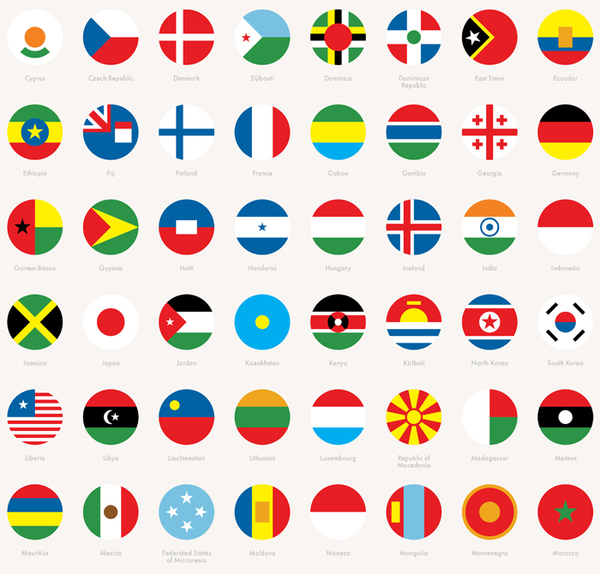 Cyprus
Czech Republic
Denmark
Djibouti
Dominica
Dominican
Republic
East Timor
Ecuador
Ethiopia
Fiji
Finland
France
Gabon
Gambia
Georgia
Germany
Guinea-Bissau
Guyana
Haiti
Honduras
Hungary
Iceland
India
Indonesia
Jamaica
Japan
Jordan
Kazakhstan
Kenya
Kiribati
North Korea
South Korea
Liberia
Libya
Liechtenstein
Lithuania
Luxembourg
Republic of
Macedonia
Madagascar
Malawi
Mauritius
Mexico
Federated States
of Micronesia
Moldova
Monaco
Mongolia
Montenegro
Morocco